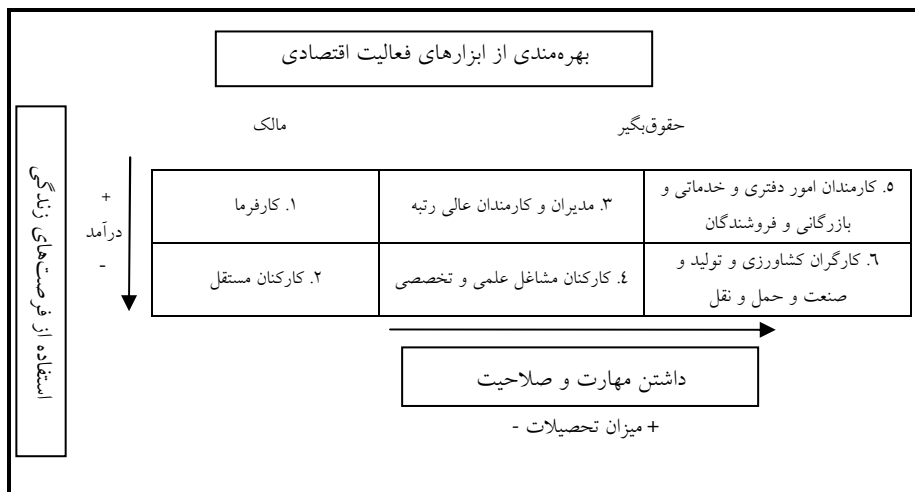 بهره‌مندی از ابزارهای فعالیت اقتصادی
حقوق‌بگیر
مالک
استفاده از فرصت‌های زندگی
+
درآمد
-
۵. کارمندان امور دفتری و خدماتی و
بازرگانی و فروشندگان
۳. مدیران و کارمندان عالی رتبه
۱. کارفرما
۶. کارگران کشاورزی و تولید و
صنعت و حمل و نقل
۴. کارکنان مشاغل علمی و تخصصی
۲. کارکنان مستقل
داشتن مهارت و صلاحیت
+ میزان تحصیلات -